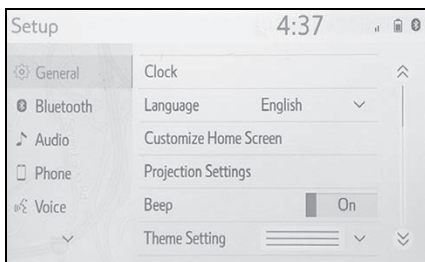 Setup
4:37
General
Bluetooth
Audio
Phone
Voice
Clock
Language English
Customize Home Screen
Projection Settings
Beep On
Theme Setting